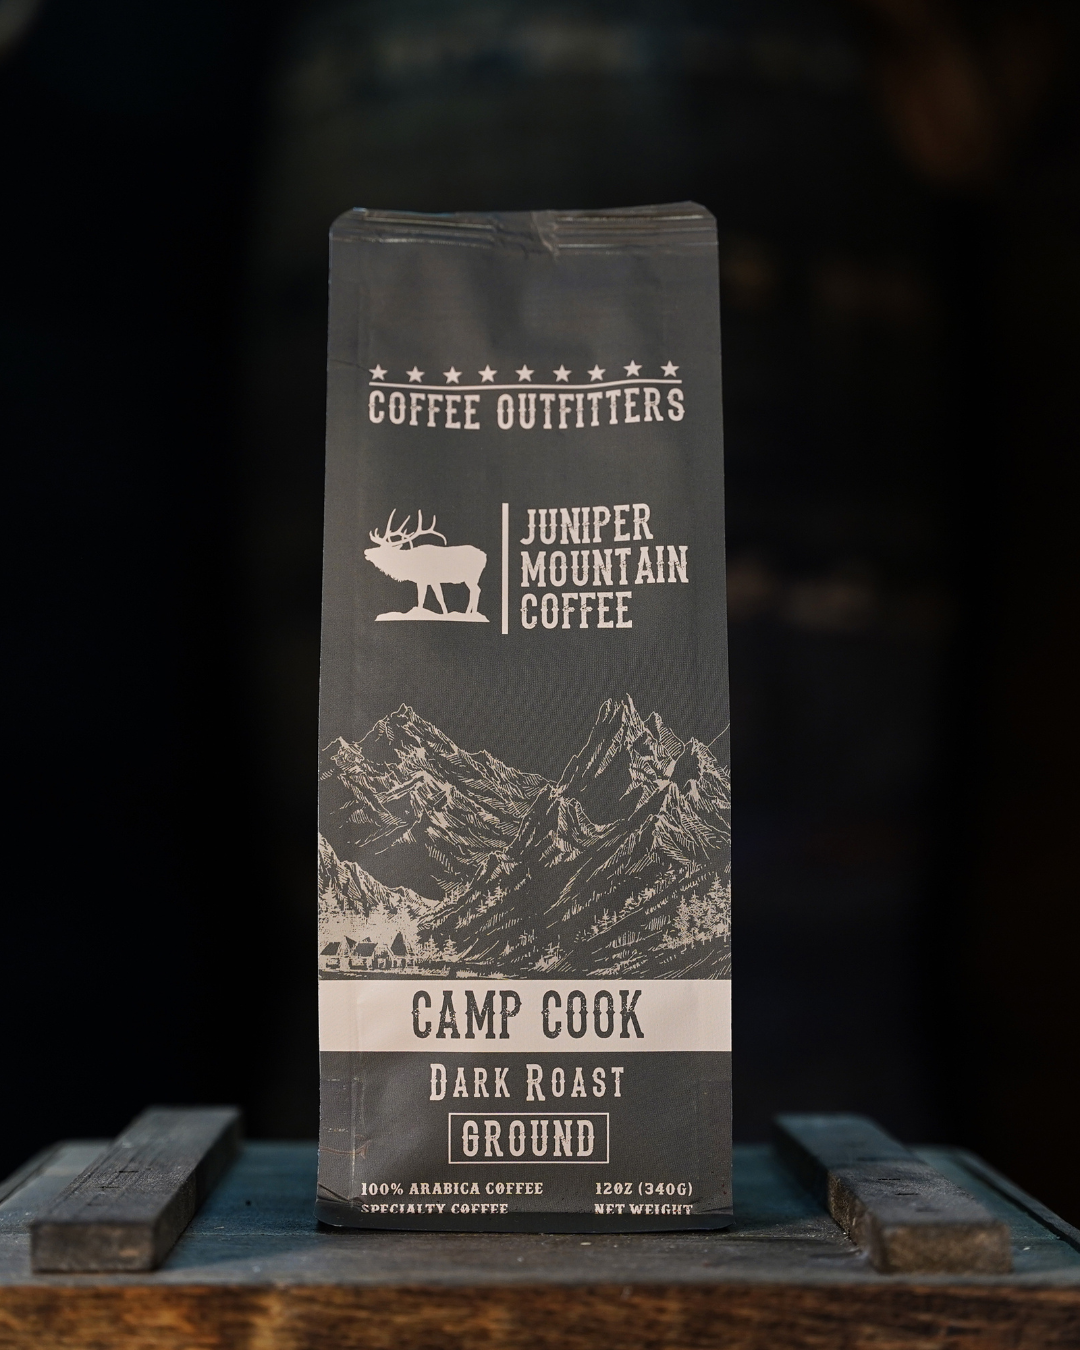 COFFEE OUTFITTERS
JUNIPER
MOUNTAIN
COFFEE
CAMP COOK
DARK ROAST
GROUND
100% ARABICA COFFEE
SPECIALTY COFFEE
12OZ (340G)
NET WEIGHT